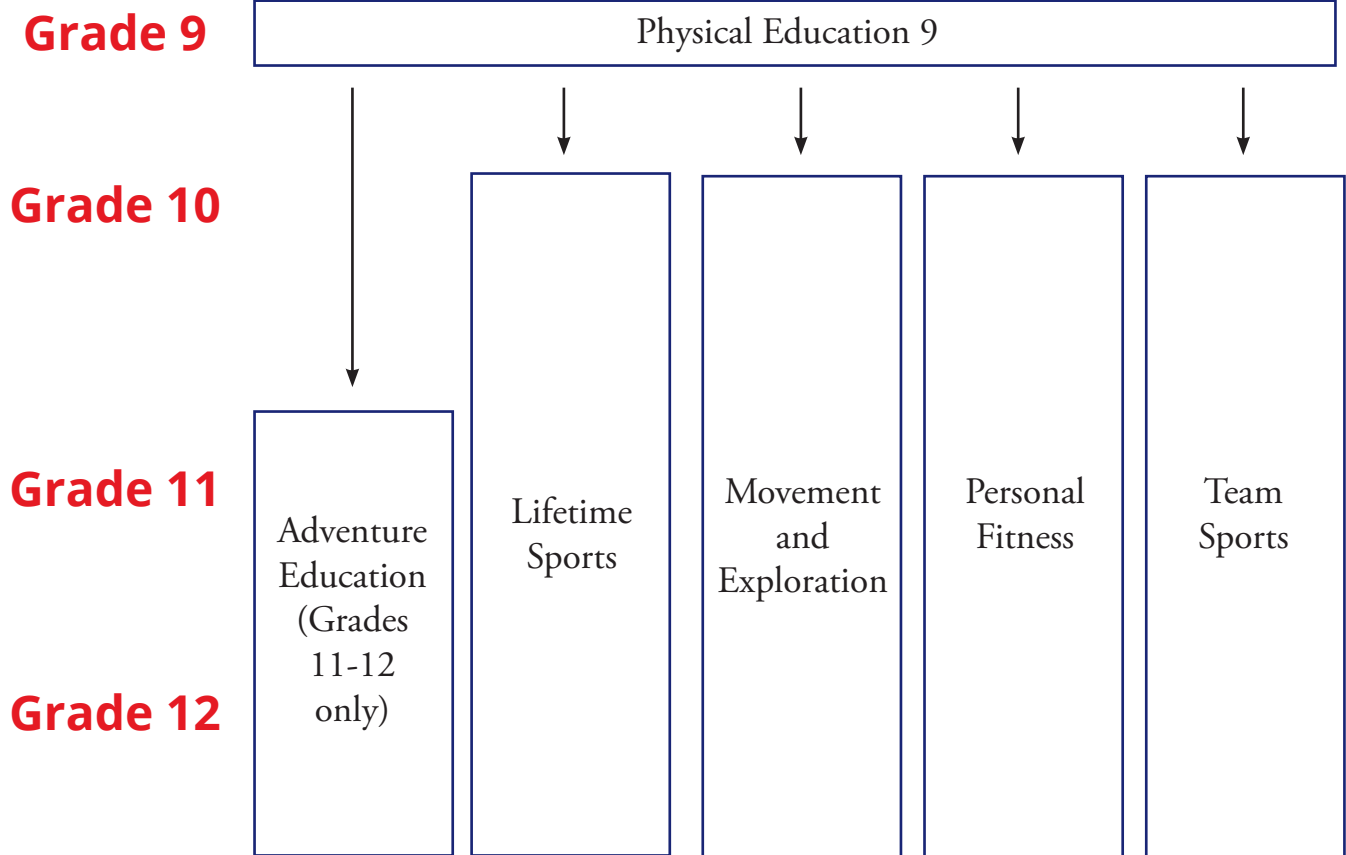 Grade 9
Physical Education 9
Grade 10
Grade 11
Grade 12
Adventure
Education
(Grades
11-12
only)
Lifetime
Sports
Movement
and
Exploration
Personal
Fitness
Team
Sports